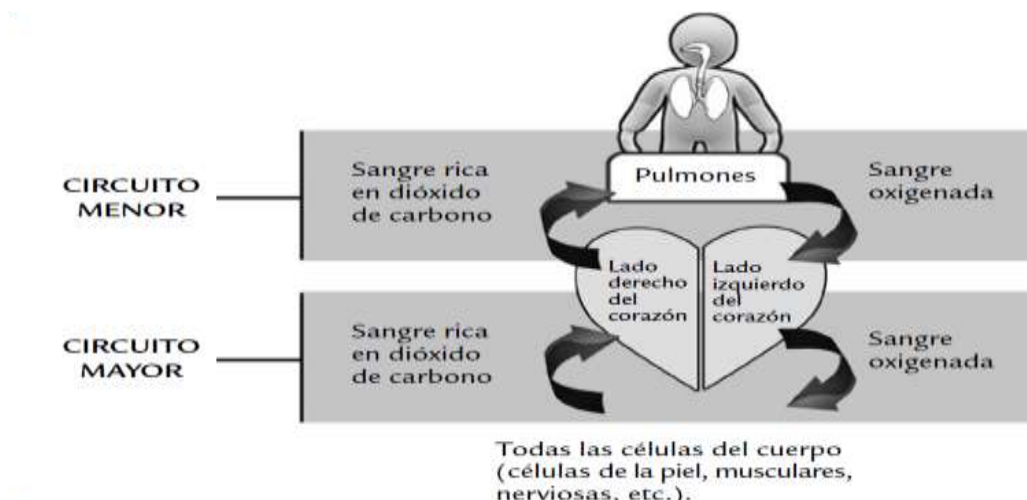 CIRCUITO
MENOR
Sangre rica
en dióxido
de carbono
Pulmones
Sangre
oxigenada
Lado
derecho
del
corazón
Lado
izquierdo
del
corazón
CIRCUITO
MAYOR
Sangre rica
en dióxido
de carbono
Sangre
oxigenada
Todas las células del cuerpo
(células de la piel, musculares,
nerviosas, etc.).